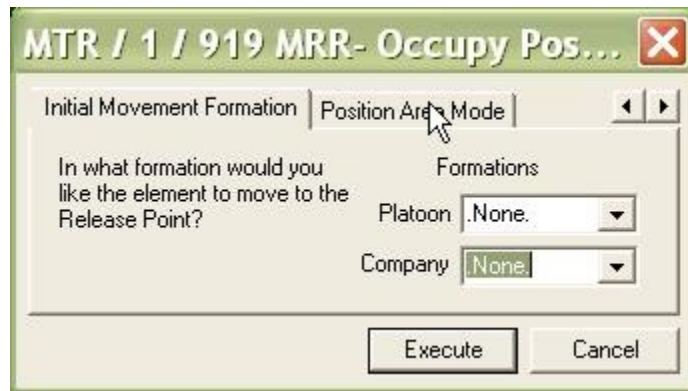 MTR / 1 / 919 MRR- Occupy Pos...
Initial Movement Formation
Position Area Mode
In what formation would you
like the element to move to the
Release Point?
Formations
Platoon .None.
Company .None.
Execute
Cancel